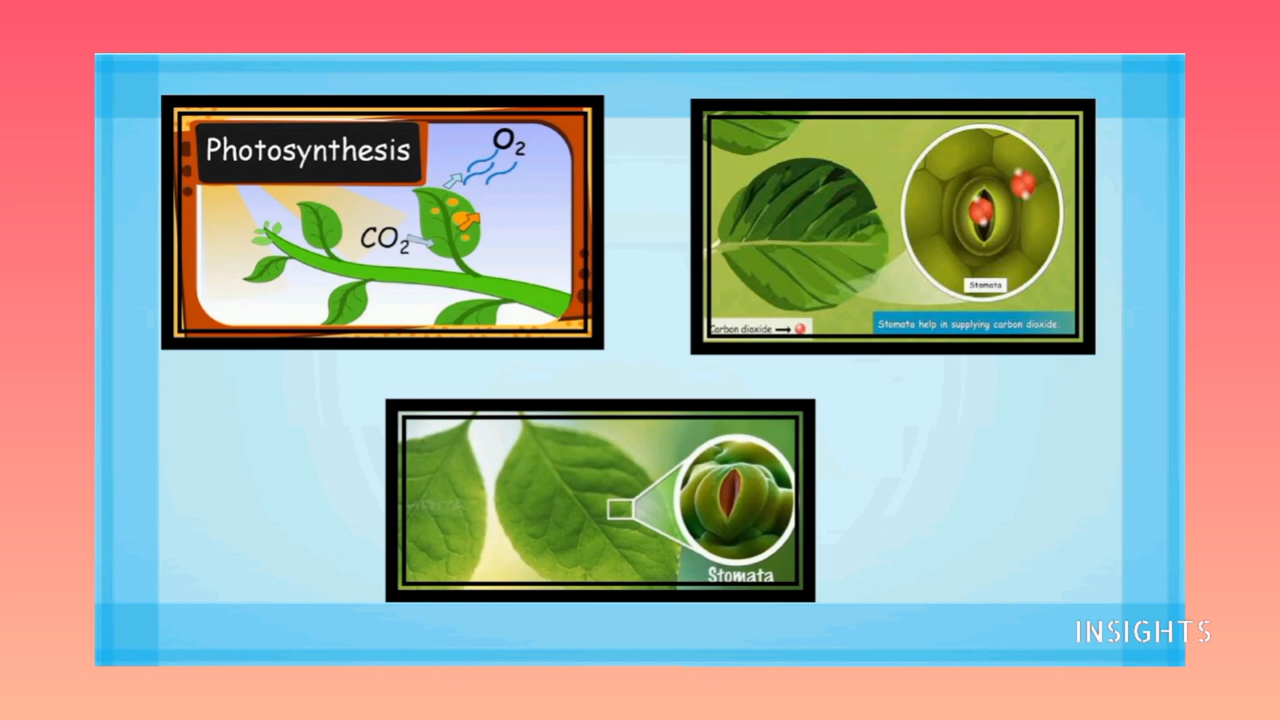 Photosynthesis
O2
CO2
Stomata
Carbon dioxide →
Stomata help in supplying carbon dioxide.
Stomata
INSIGHTS